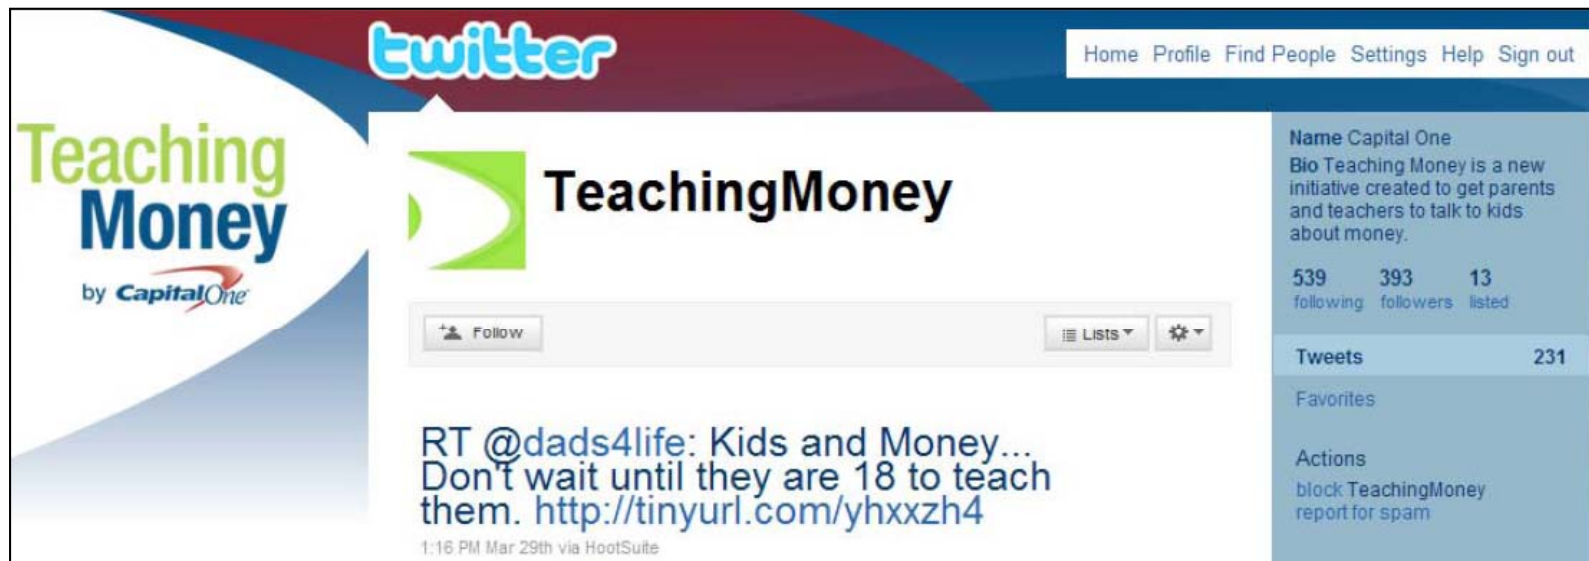 twitter
Home Profile Find People Settings Help Sign out
Teaching
Money
by CapitalOne
TeachingMoney
Follow
Lists
RT @dads4life: Kids and Money...
Don't wait until they are 18 to teach
them. http://tinyurl.com/yhxxzh4
1:16 PM Mar 29th via HootSuite
Name Capital One
Bio Teaching Money is a new
initiative created to get parents
and teachers to talk to kids
about money.
539 393 13
following followers listed
Tweets 231
Favorites
Actions
block TeachingMoney
report for spam